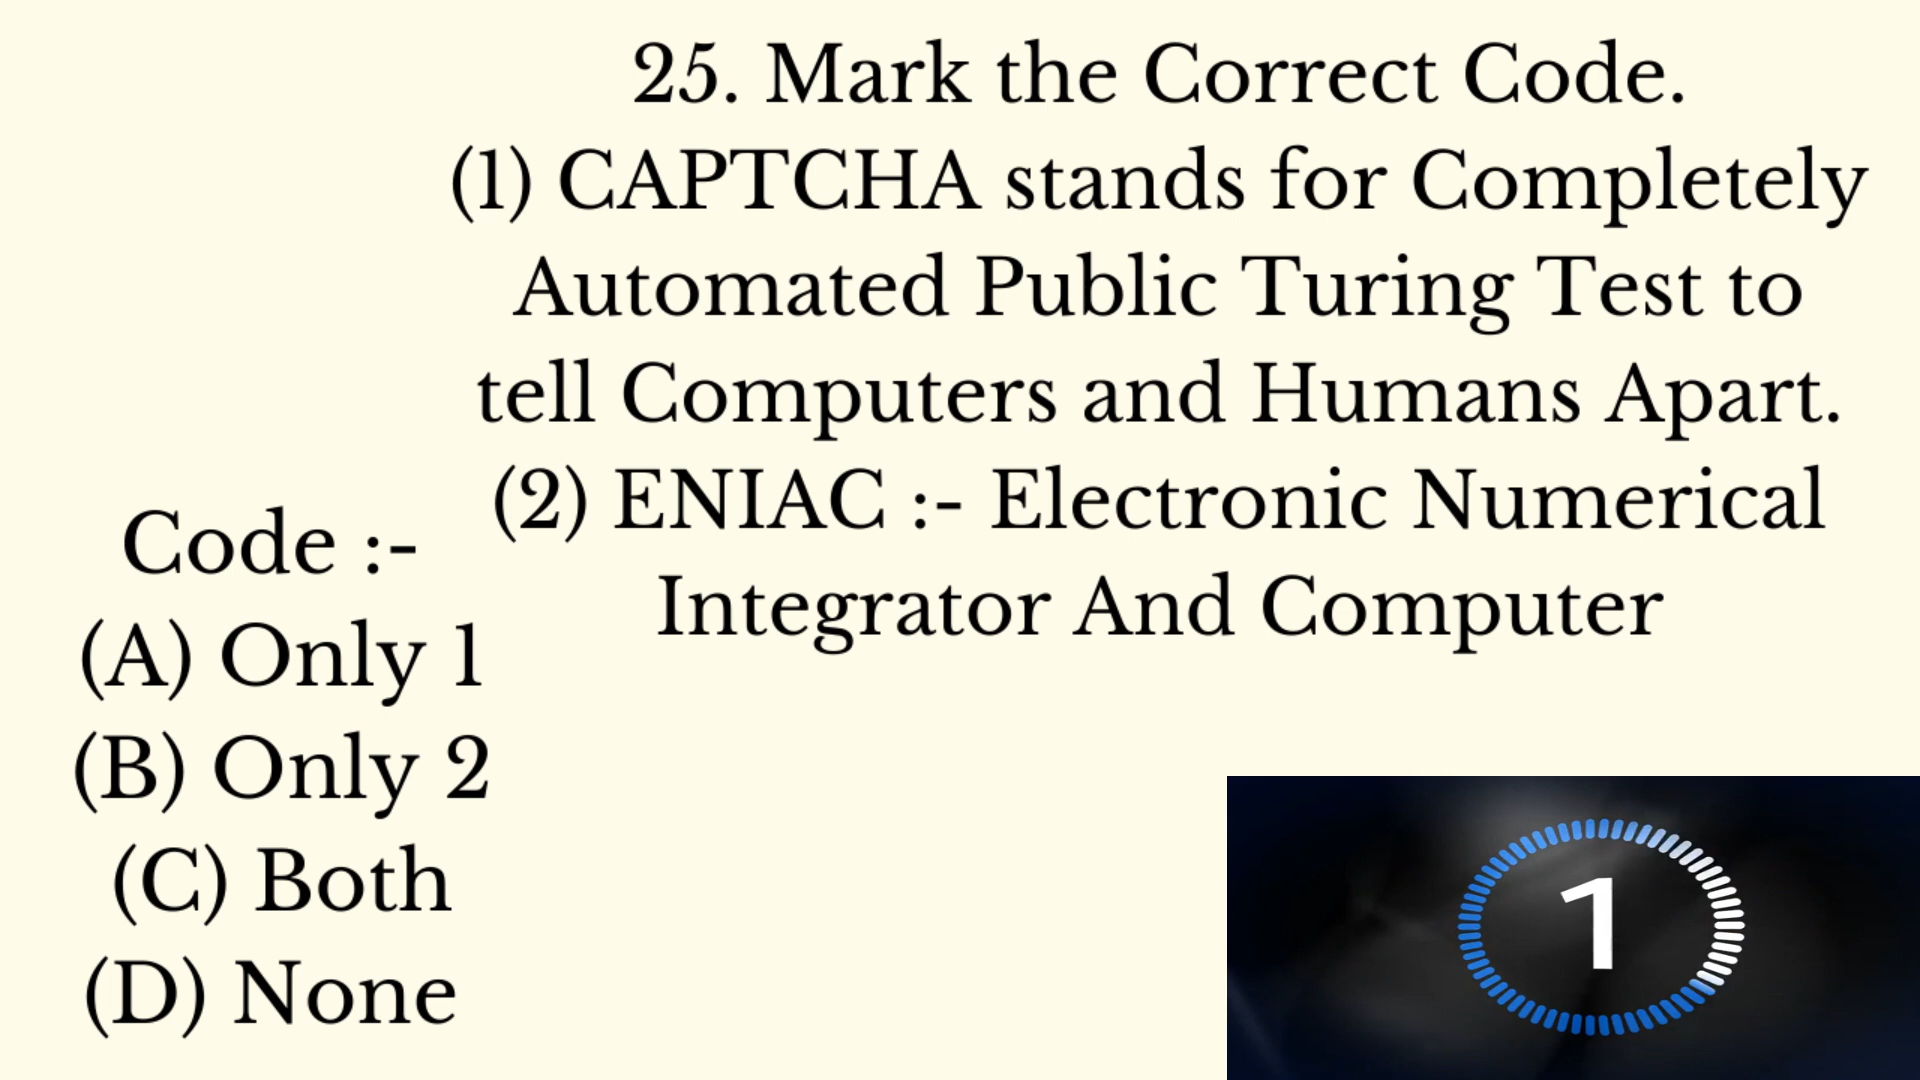 25. Mark the Correct Code.
(1) CAPTCHA stands for Completely
Automated Public Turing Test to
tell Computers and Humans Apart.
(2) ENIAC :- Electronic Numerical
Integrator And Computer
Code :-
(A) Only 1
(B) Only 2
(C) Both
(D) None
1